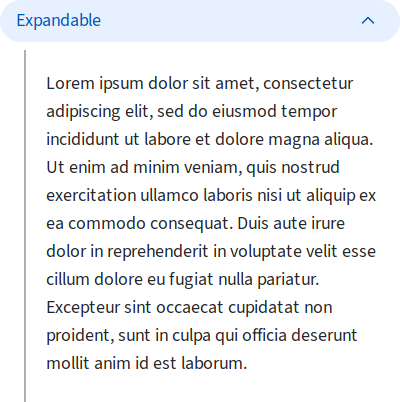 Expandable
Lorem ipsum dolor sit amet, consectetur
adipiscing elit, sed do eiusmod tempor
incididunt ut labore et dolore magna aliqua.
Ut enim ad minim veniam, quis nostrud
exercitation ullamco laboris nisi ut aliquip ex
ea commodo consequat. Duis aute irure
dolor in reprehenderit in voluptate velit esse
cillum dolore eu fugiat nulla pariatur.
Excepteur sint occaecat cupidatat non
proident, sunt in culpa qui officia deserunt
mollit anim id est laborum.